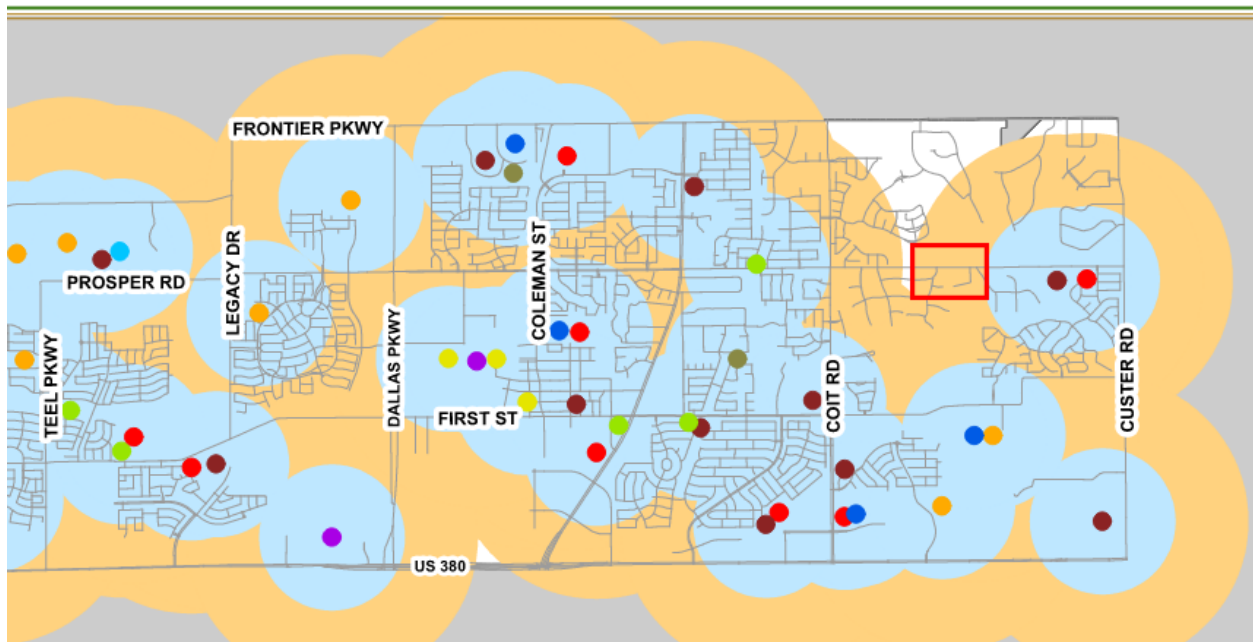 FRONTIER PKWY
PROSPER RD
LEGACY DR
COLEMAN ST
DALLAS PKWY
TEEL PKWY
FIRST ST
COIT RD
CUSTER RD
US 380